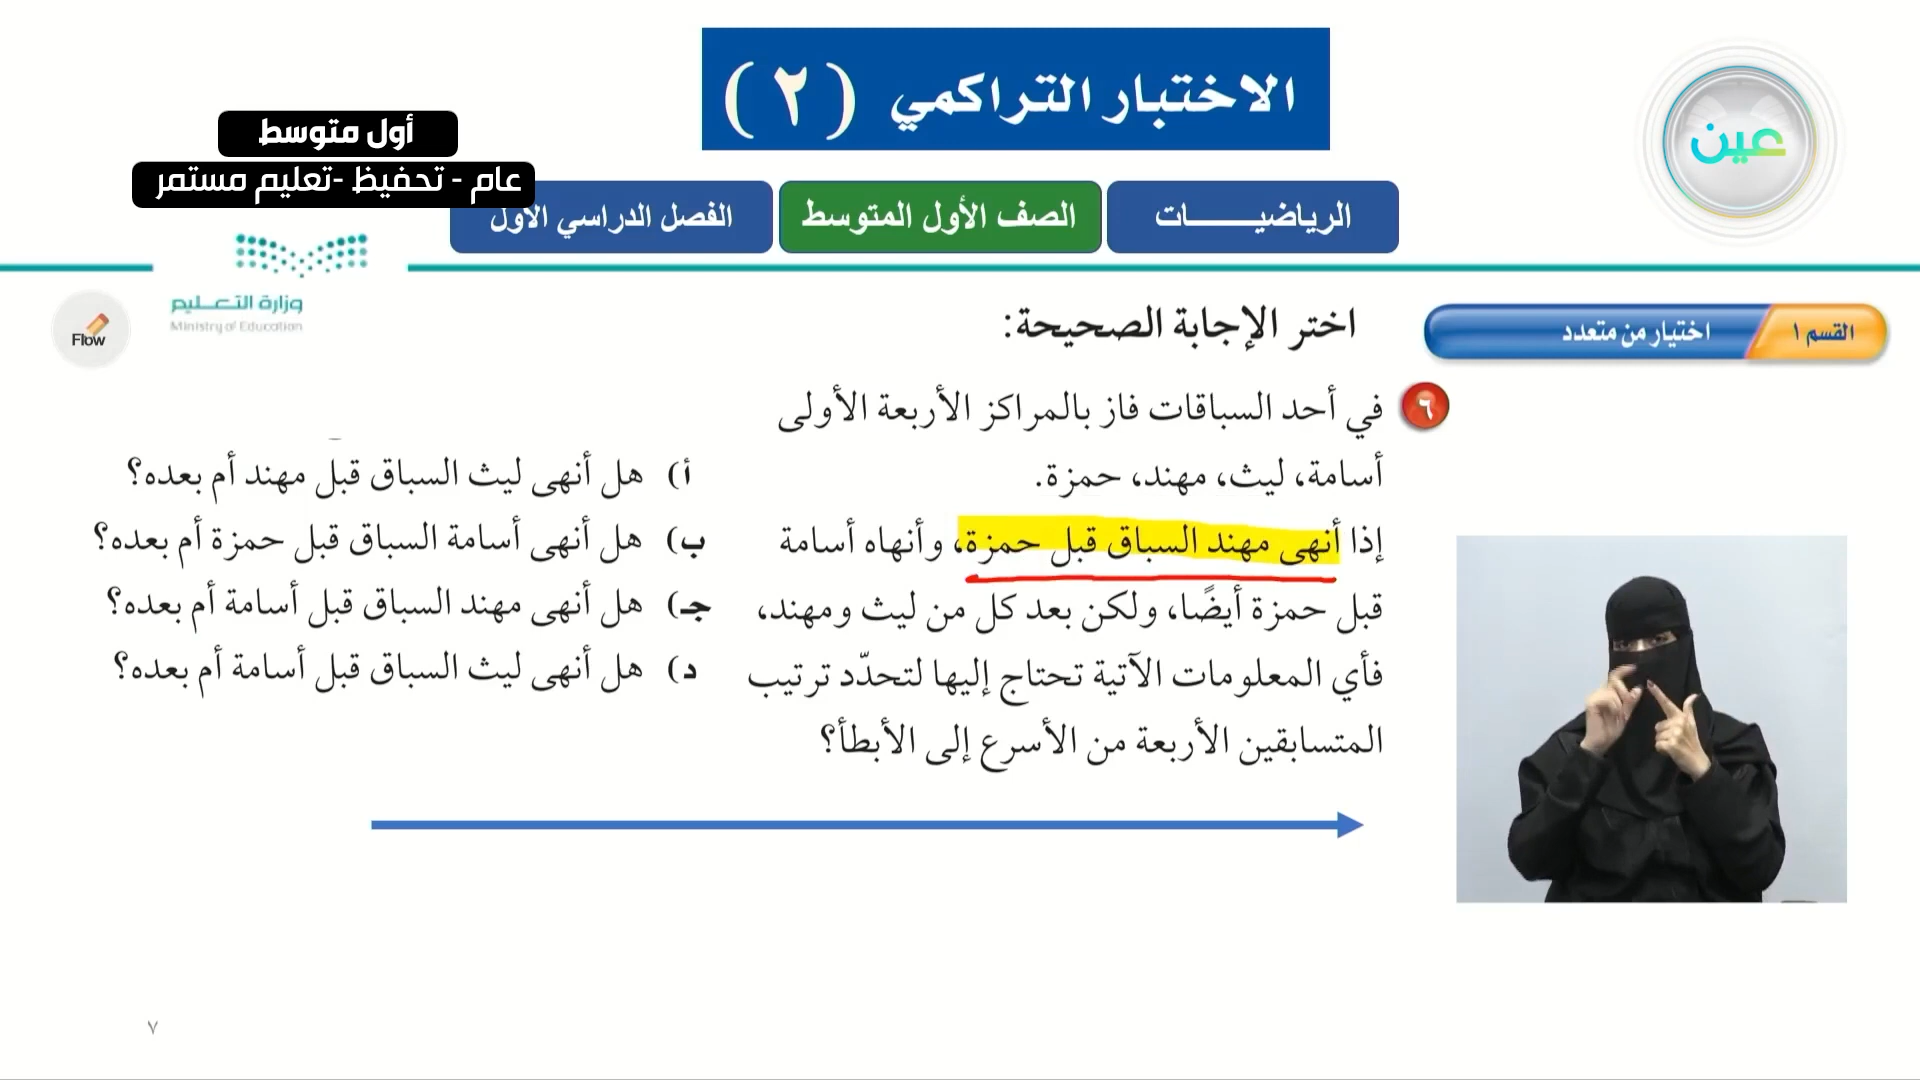 الاختبار التراكمي (٢)
عين
أول متوسط
عام - تحفيظ -تعليم مستمر
الرياضيـــــــات
الصف الأول المتوسط
الفصل الدراسي الأول
وزارة التعـــليم
Ministry of Education
Flow
القسم ١
اختيار من متعدد
اختر الإجابة الصحيحة:
٦ في أحد السباقات فاز بالمراكز الأربعة الأولى
أسامة، ليث، مهند، حمزة.
إذا أنهى مهند السباق قبل حمزة، وأنهاه أسامة
قبل حمزة أيضًا، ولكن بعد كل من ليث ومهند،
فأي المعلومات الآتية تحتاج إليها لتحدّد ترتيب
المتسابقين الأربعة من الأسرع إلى الأبطأ؟
أ) هل أنهى ليث السباق قبل مهند أم بعده؟
ب) هل أنهى أسامة السباق قبل حمزة أم بعده؟
جـ) هل أنهى مهند السباق قبل أسامة أم بعده؟
د) هل أنهى ليث السباق قبل أسامة أم بعده؟
٧